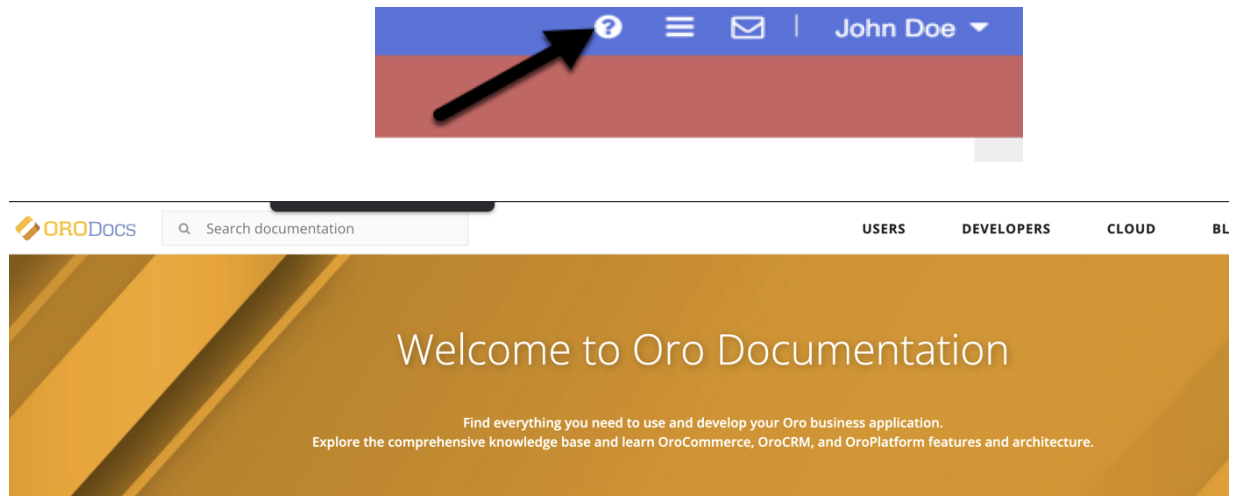 John Doe
ORODOCS
Search documentation
USERS
DEVELOPERS
CLOUD
BL
Welcome to Oro Documentation
Find everything you need to use and develop your Oro business application.
Explore the comprehensive knowledge base and learn OroCommerce, OroCRM, and OroPlatform features and architecture.